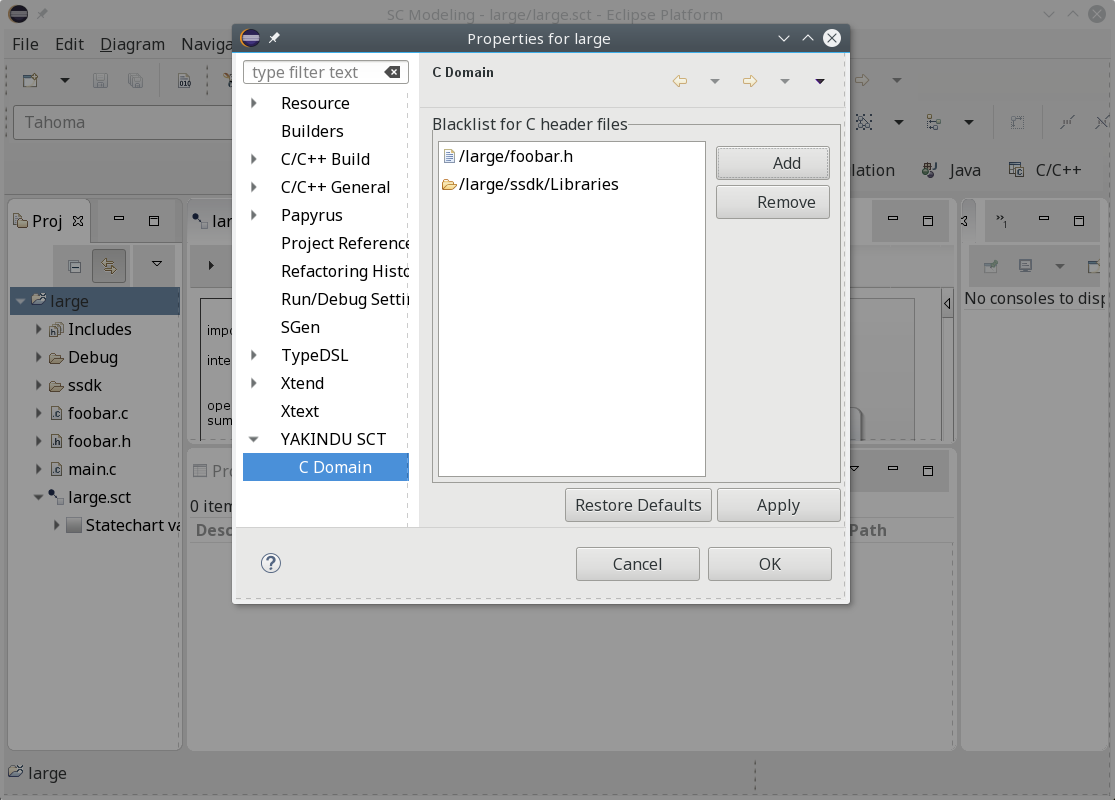 SC Modeling - large/large.sct - Eclipse Platform
File Edit Diagram Naviga
Properties for large
type filter text
C Domain
Tahoma
Resource
Builders
C/C++ Build
C/C++ General
Papyrus
Project Reference
Refactoring Histo
Run/Debug Settin
SGen
TypeDSL
Xtend
Xtext
YAKINDU SCT
C Domain
Blacklist for C header files
/large/foobar.h
/large/ssdk/Libraries
Add
Remove
Restore Defaults
Apply
Cancel
OK
lation
Java
C/C++
Proj
lar
large
Includes
Debug
ssdk
foobar.c
foobar.h
main.c
large.sct
Statechart va
impo
inte
ope
sum
No consoles to disp
Pro
0 item
Desc
Path
large